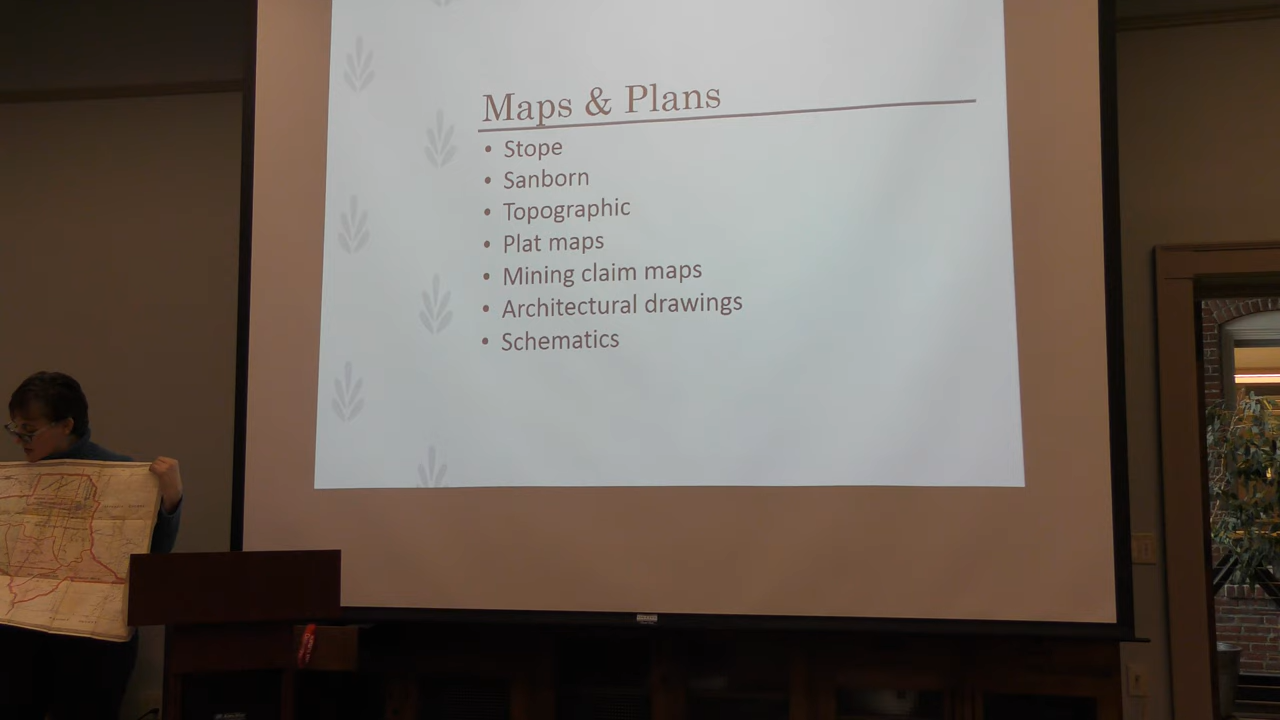 Maps & Plans
• Stope
• Sanborn
• Topographic
• Plat maps
• Mining claim maps
• Architectural drawings
• Schematics